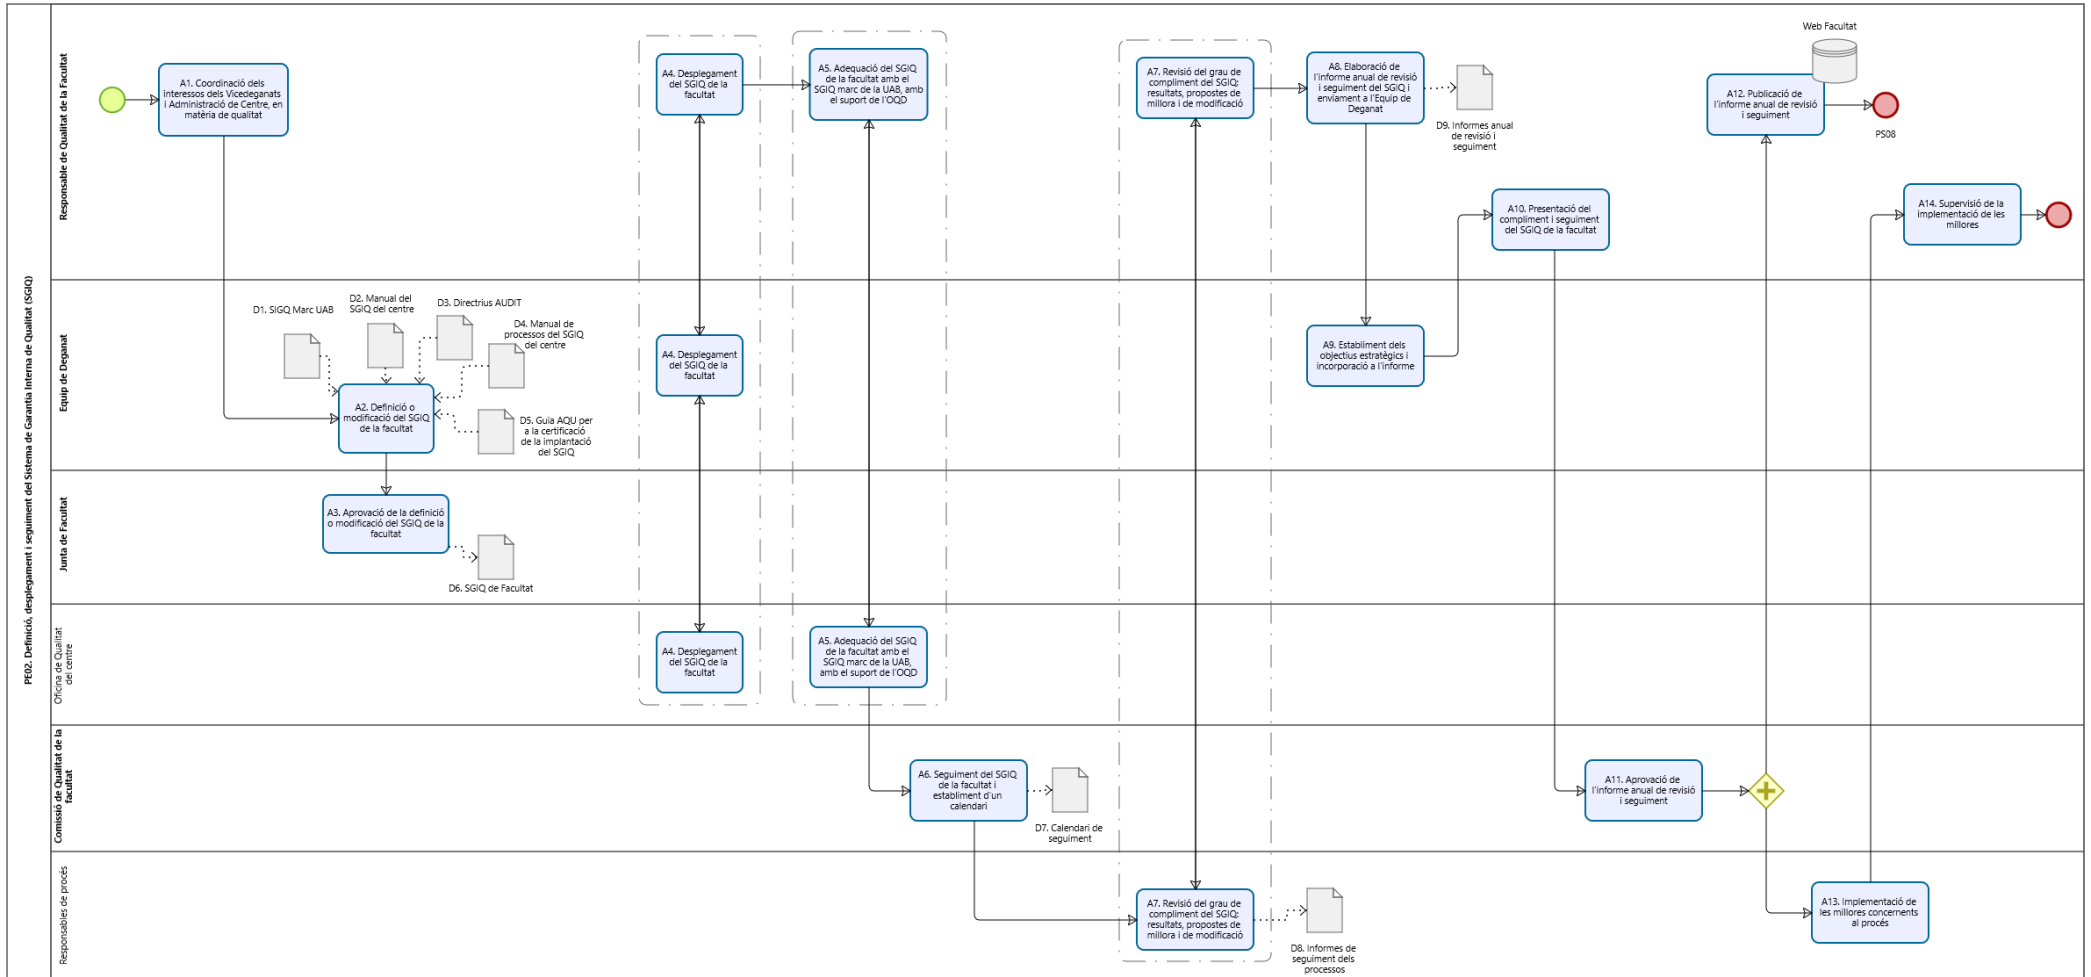 PE02. Definició, desplegament i seguiment del Sistema de Garantia Interna de Qualitat (SGIQ)
Responsable de Qualitat de la Facultat
A1. Coordinació dels
interessos dels Vicedeganats
i Administració de Centre, en
matèria de qualitat
A4. Desplegament
del SGIQ de la
facultat
A5. Adequació del SGIQ
de la facultat amb el
SGIQ marc de la UAB, amb
el suport de l'OQD
A7. Revisió del grau de
compliment del SGIQ:
resultats, propostes de
millora i de modificació
A8. Elaboració de
l'informe anual de revisió
i seguiment del SGIQ i
enviament a l'Equip de
Deganat
D9. Informes anual
de revisió i
seguiment
A10. Presentació del
compliment i seguiment
del SGIQ de la facultat
Web Facultat
A12. Publicació de
l'informe anual de revisió
i seguiment
PS08
A14. Supervisió de la
implementació de les
millores
Equip de Deganat
D1. SIGQ Marc UAB
D2. Manual del
SGIQ del centre
D3. Directrius AUDIT
D4. Manual de
processos del SGIQ
del centre
A2. Definició o
modificació del SGIQ
de la facultat
D5. Guia AQU per
a la certificació
de la implantació
del SGIQ
A4. Desplegament
del SGIQ de la
facultat
A9. Establiment dels
objectius estratègics i
incorporació a l'informe
Junta de Facultat
A3. Aprovació de la definició
o modificació del SGIQ de la
facultat
D6. SGIQ de Facultat
Oficina de Qualitat
del centre
A4. Desplegament
del SGIQ de la
facultat
A5. Adequació del SGIQ
de la facultat amb el
SGIQ marc de la UAB,
amb el suport de l'OQD
Comissió de Qualitat de la
facultat
A6. Seguiment del SGIQ
de la facultat i
establiment d'un
calendari
D7. Calendari de
seguiment
A11. Aprovació de
l'informe anual de revisió
i seguiment
Responsables de procés
A7. Revisió del grau de
compliment del SGIQ:
resultats, propostes de
millora i de modificació
D8. Informes de
seguiment dels
processos
A13. Implementació de
les millores concernents
al procés